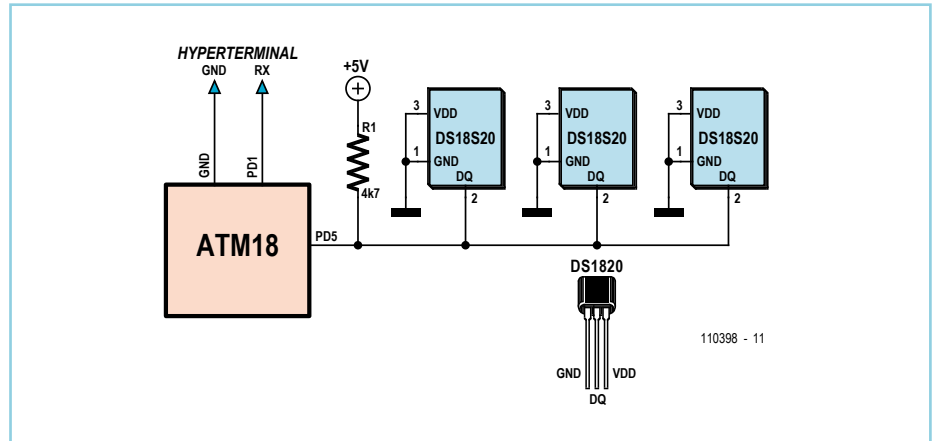 HYPERTERMINAL
GND RX
+5V
GND
PD1
R1
4k7
ATM18
PD5
3 VDD
DS18S20
1 GND
DQ
2
3 VDD
DS18S20
1 GND
DQ
2
3 VDD
DS18S20
1 GND
DQ
2
DS1820
GND VDD
DQ
110398 - 11